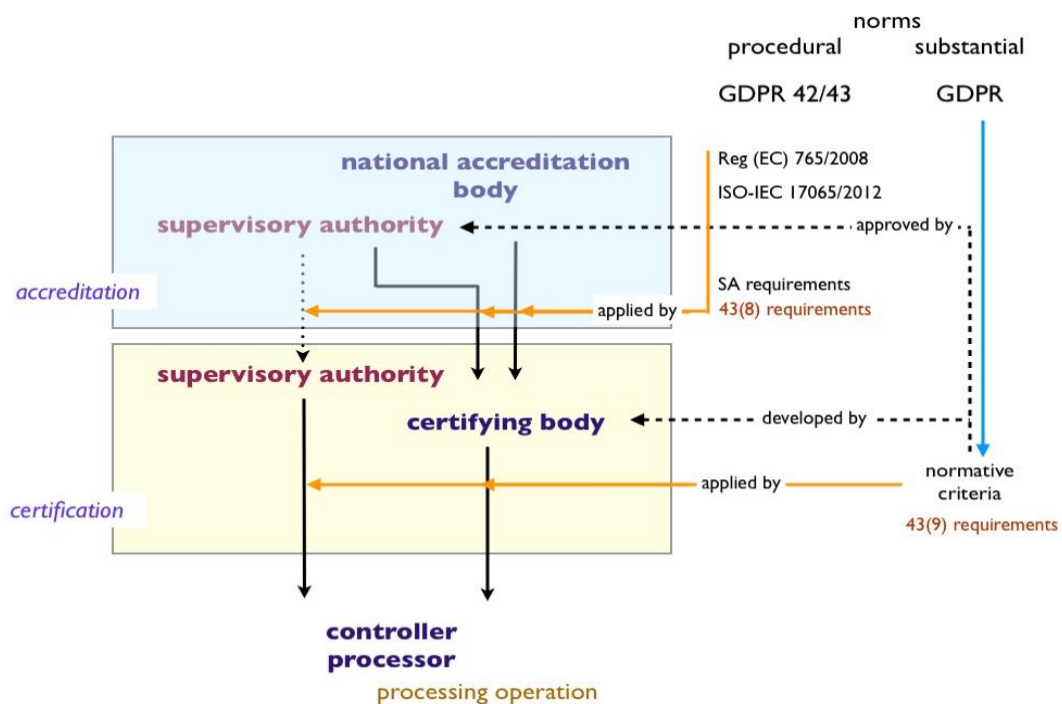 norms
procedural substantial
GDPR 42/43 GDPR
national accreditation
body
Reg (EC) 765/2008
ISO-IEC 17065/2012
supervisory authority
approved by
accreditation
SA requirements
43(8) requirements
applied by
supervisory authority
certifying body
developed by
normative
criteria
applied by
certification
43(9) requirements
controller
processor
processing operation